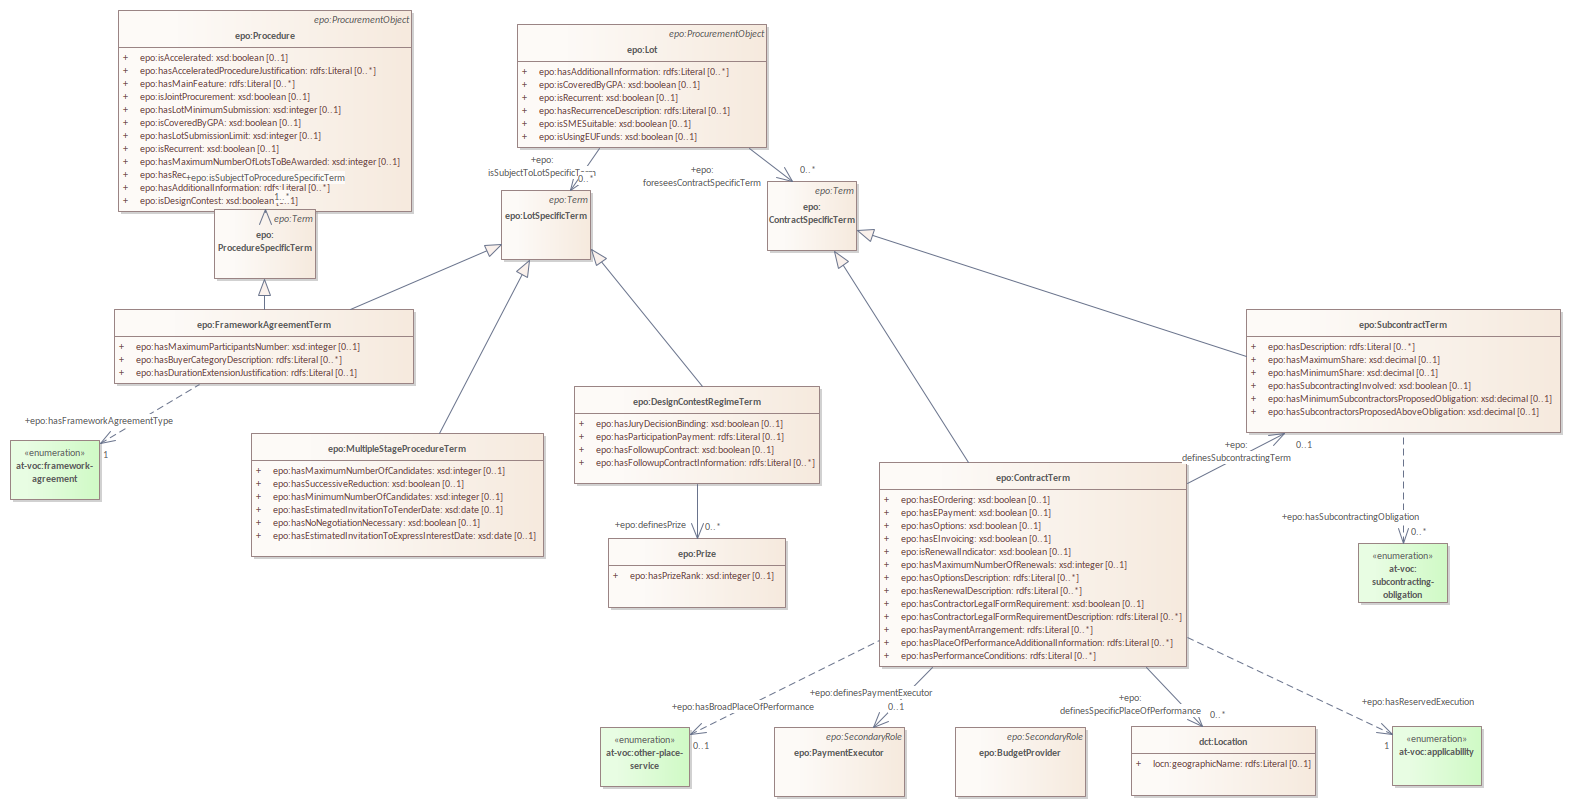 epo:ProcurementObject
epo:Procedure
+ epo:isAccelerated: xsd:boolean [0..1]
+ epo:hasAcceleratedProcedureJustification: rdfs:Literal [0..*]
+ epo:hasMainFeature: rdfs:Literal [0..*]
+ epo:isJointProcurement: xsd:boolean [0..1]
+ epo:hasLotMinimumSubmission: xsd:integer [0..1]
+ epo:isCoveredByGPA: xsd:boolean [0..1]
+ epo:hasLotSubmissionLimit: xsd:integer [0..1]
+ epo:isRecurrent: xsd:boolean [0..1]
+ epo:hasMaximumNumberOfLotsToBeAwarded: xsd:integer [0..1]
+ epo:hasRec
+epo:isSubjectToProcedureSpecificTerm
+ epo:hasAdditionalInformation: rdfs:Literal [0..*]
+ epo:isDesignContest: xsd:boolean [0..1]
epo:Term
epo:
ProcedureSpecificTerm
epo:ProcurementObject
epo:Lot
+ epo:hasAdditionalInformation: rdfs:Literal [0..*]
+ epo:isCoveredByGPA: xsd:boolean [0..1]
+ epo:isRecurrent: xsd:boolean [0..1]
+ epo:hasRecurrenceDescription: rdfs:Literal [0..1]
+ epo:isSMESuitable: xsd:boolean [0..1]
+ epo:isUsingEUFunds: xsd:boolean [0..1]
+epo:
isSubjectToLotSpecificTerm
0..*
+epo:
foreseesContractSpecificTerm
0..*
epo:Term
epo:LotSpecificTerm
epo:Term
epo:
ContractSpecificTerm
epo:FrameworkAgreementTerm
+ epo:hasMaximumParticipantsNumber: xsd:integer [0..1]
+ epo:hasBuyerCategoryDescription: rdfs:Literal [0..*]
+ epo:hasDurationExtensionJustification: rdfs:Literal [0..1]
+epo:hasFrameworkAgreementType
1
«enumeration»
at-voc:framework-
agreement
epo:MultipleStageProcedureTerm
+ epo:hasMaximumNumberOfCandidates: xsd:integer [0..1]
+ epo:hasSuccessiveReduction: xsd:boolean [0..1]
+ epo:hasMinimumNumberOfCandidates: xsd:integer [0..1]
+ epo:hasEstimatedInvitationToTenderDate: xsd:date [0..1]
+ epo:hasNoNegotiationNecessary: xsd:boolean [0..1]
+ epo:hasEstimatedInvitationToExpressInterestDate: xsd:date [0..1]
epo:DesignContestRegimeTerm
+ epo:hasJuryDecisionBinding: xsd:boolean [0..1]
+ epo:hasParticipationPayment: rdfs:Literal [0..1]
+ epo:hasFollowupContract: xsd:boolean [0..1]
+ epo:hasFollowupContractInformation: rdfs:Literal [0..*]
+epo:definesPrize
0..*
epo:Prize
+ epo:hasPrizeRank: xsd:integer [0..1]
epo:SubcontractTerm
+ epo:hasDescription: rdfs:Literal [0..*]
+ epo:hasMaximumShare: xsd:decimal [0..1]
+ epo:hasMinimumShare: xsd:decimal [0..1]
+ epo:hasSubcontractingInvolved: xsd:boolean [0..1]
+ epo:hasMinimumSubcontractorsProposedObligation: xsd:decimal [0..1]
+ epo:hasSubcontractorsProposedAboveObligation: xsd:decimal [0..1]
+epo:
definesSubcontractingTerm
0..1
+epo:hasSubcontractingObligation
0..*
«enumeration»
at-voc:
subcontracting-
obligation
epo:ContractTerm
+ epo:hasEOrdering: xsd:boolean [0..1]
+ epo:hasEPayment: xsd:boolean [0..1]
+ epo:hasOptions: xsd:boolean [0..1]
+ epo:hasEInvoicing: xsd:boolean [0..1]
+ epo:isRenewalIndicator: xsd:boolean [0..1]
+ epo:hasMaximumNumberOfRenewals: xsd:integer [0..1]
+ epo:hasOptionsDescription: rdfs:Literal [0..*]
+ epo:hasRenewalDescription: rdfs:Literal [0..*]
+ epo:hasContractorLegalFormRequirement: xsd:boolean [0..1]
+ epo:hasContractorLegalFormRequirementDescription: rdfs:Literal [0..*]
+ epo:hasPaymentArrangement: rdfs:Literal [0..*]
+ epo:hasPlaceOfPerformanceAdditionalInformation: rdfs:Literal [0..*]
+ epo:hasPerformanceConditions: rdfs:Literal [0..*]
+epo:hasBroadPlaceOfPerformance
0..1
+epo:definesPaymentExecutor
0..1
+epo:
definesSpecificPlaceOfPerformance
0..*
+epo:hasReservedExecution
1
«enumeration»
at-voc:other-place-
service
epo:SecondaryRole
epo:PaymentExecutor
epo:SecondaryRole
epo:BudgetProvider
dct:Location
+ locn:geographicName: rdfs:Literal [0..1]
«enumeration»
at-voc:applicability